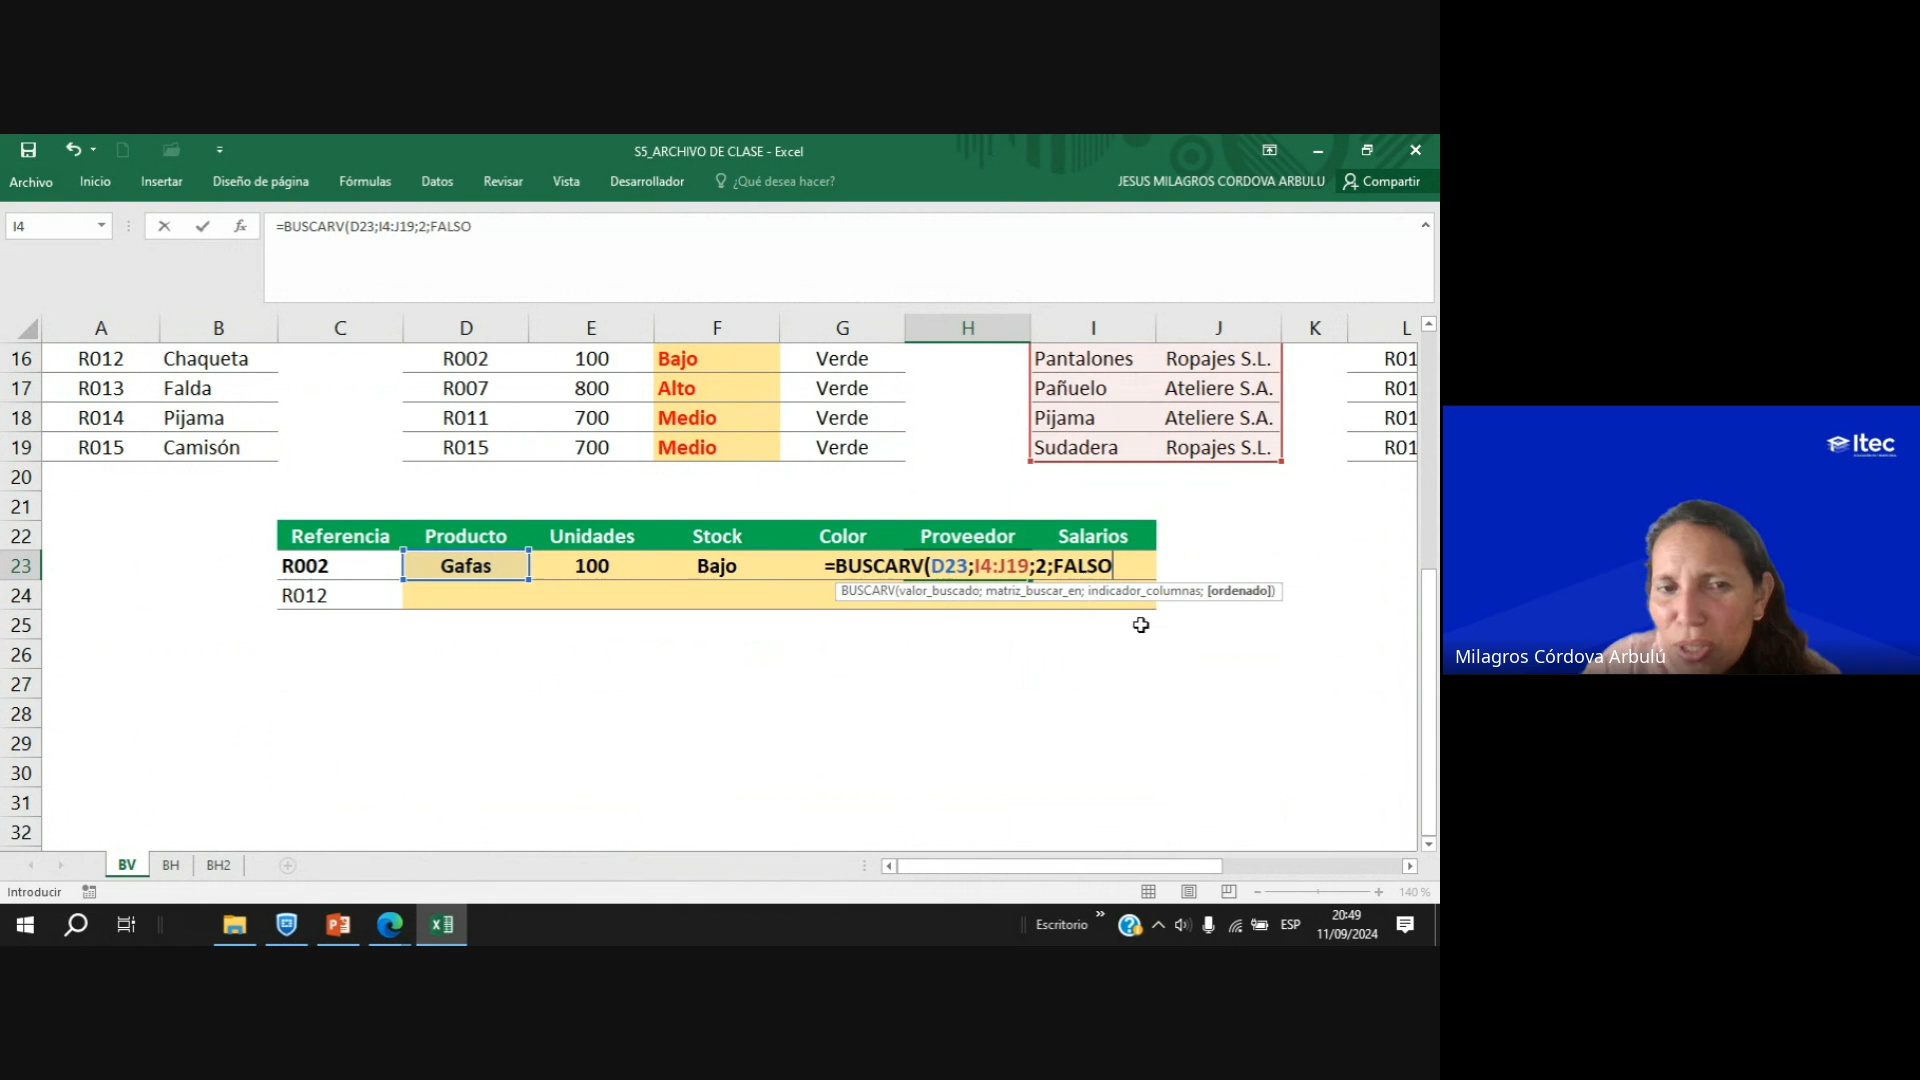 S5_ARCHIVO DE CLASE - Excel
Archivo Inicio Insertar Diseño de página Fórmulas Datos Revisar Vista Desarrollador ¿Qué desea hacer? JESUS MILAGROS CORDOVA ARBULU Compartir
I4 fx =BUSCARV(D23;I4:J19;2;FALSO
A B C D E F G H I J K L
16 R012 Chaqueta R002 100 Bajo Verde Pantalones Ropajes S.L. R01
17 R013 Falda R007 800 Alto Verde Pañuelo Ateliere S.A. R01
18 R014 Pijama R011 700 Medio Verde Pijama Ateliere S.A. R01
19 R015 Camisón R015 700 Medio Verde Sudadera Ropajes S.L. R01
20
21
22 Referencia Producto Unidades Stock Color Proveedor Salarios
23 R002 Gafas 100 Bajo =BUSCARV(D23;I4:J19;2;FALSO
BUSCARV(valor_buscado; matriz_buscar_en; indicador_columnas; [ordenado])
24 R012
25
26
27
28
29
30
31
32
BV BH BH2
Introducir 140 %
Escritorio ESP 20:49
11/09/2024
Itec
Milagros Córdova Arbulú